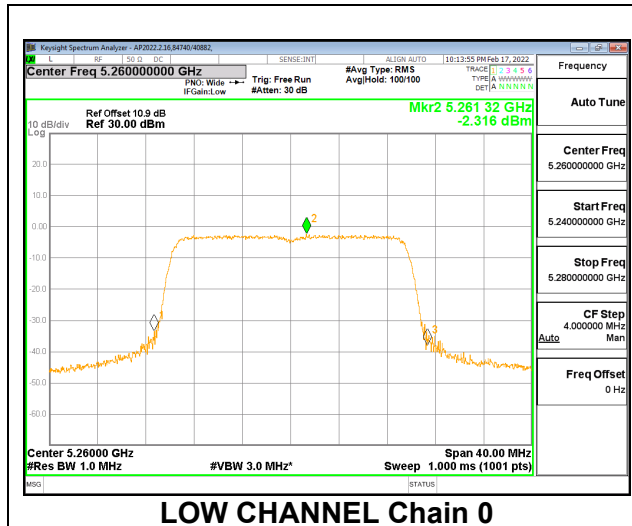 Keysight Spectrum Analyzer - AP2022.2.16,84740/40882,
L RF 50 Ω DC SENSE:INT ALIGN AUTO 10:13:55 PM Feb 17, 2022
Center Freq 5.260000000 GHz
PNO: Wide
IFGain:Low
Trig: Free Run
#Atten: 30 dB
#Avg Type: RMS
Avg|Hold: 100/100
TRACE 1 2 3 4 5 6
TYPE A WWWWW
DET A N N N N N
Frequency
Auto Tune
Center Freq
5.260000000 GHz
Start Freq
5.240000000 GHz
Stop Freq
5.280000000 GHz
CF Step
4.000000 MHz
Auto Man
Freq Offset
0 Hz
Mkr2 5.261 32 GHz
-2.316 dBm
Ref Offset 10.9 dB
10 dB/div Ref 30.00 dBm
Log
20.0
10.0
0.00
-10.0
-20.0
-30.0
-40.0
-50.0
-60.0
2
3
Center 5.26000 GHz Span 40.00 MHz
#Res BW 1.0 MHz #VBW 3.0 MHz* Sweep 1.000 ms (1001 pts)
MSG STATUS
LOW CHANNEL Chain 0